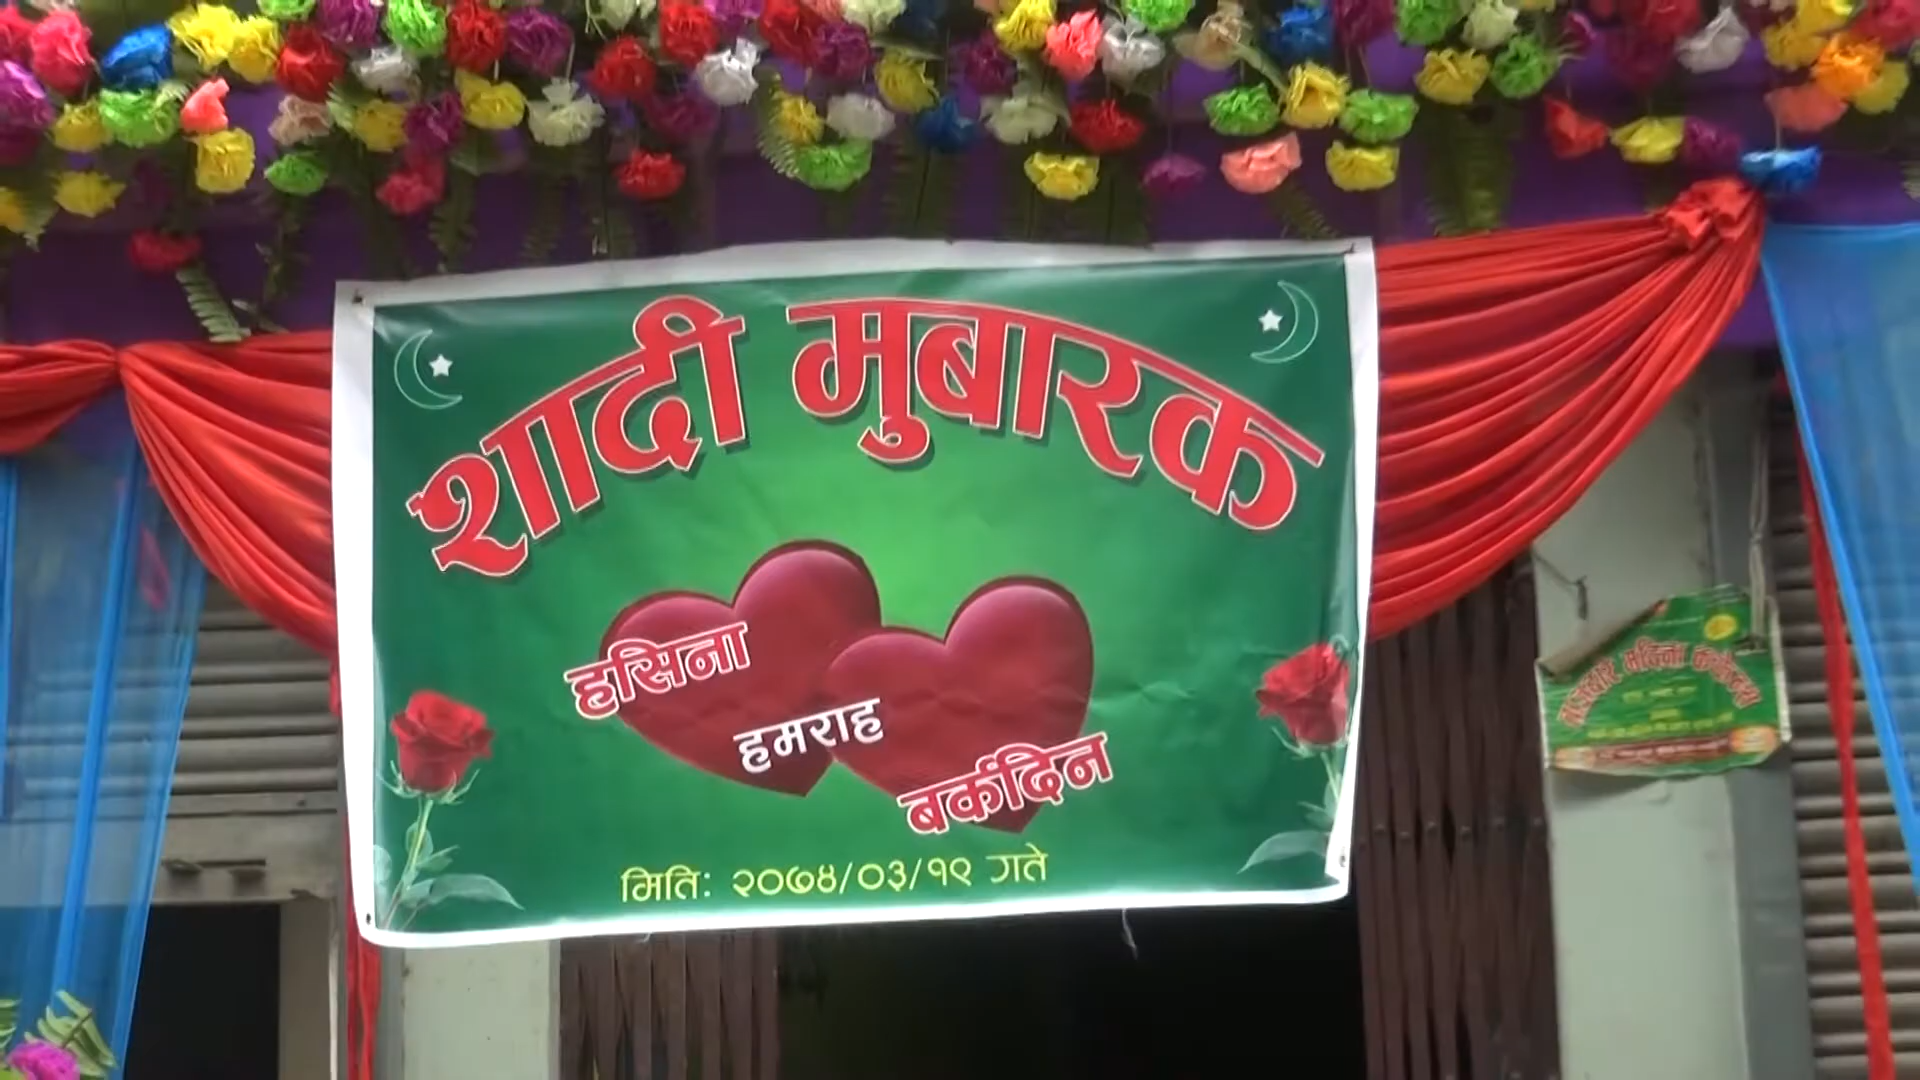 शादी मुबारक
हसिना
हमराह
बर्कदिन
मिति: २०७४/०३/१९ गते